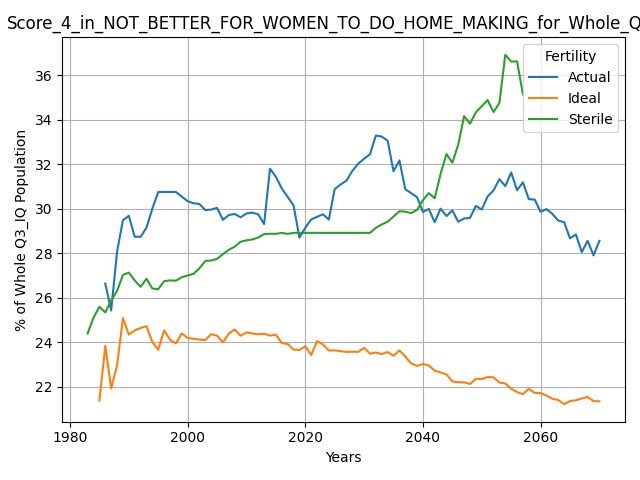 Score_4_in_NOT_BETTER_FOR_WOMEN_TO_DO_HOME_MAKING_for_Whole_Q
Fertility
Actual
Ideal
Sterile
% of Whole Q3_IQ Population
36
34
32
30
28
26
24
22
1980
2000
2020
2040
2060
Years